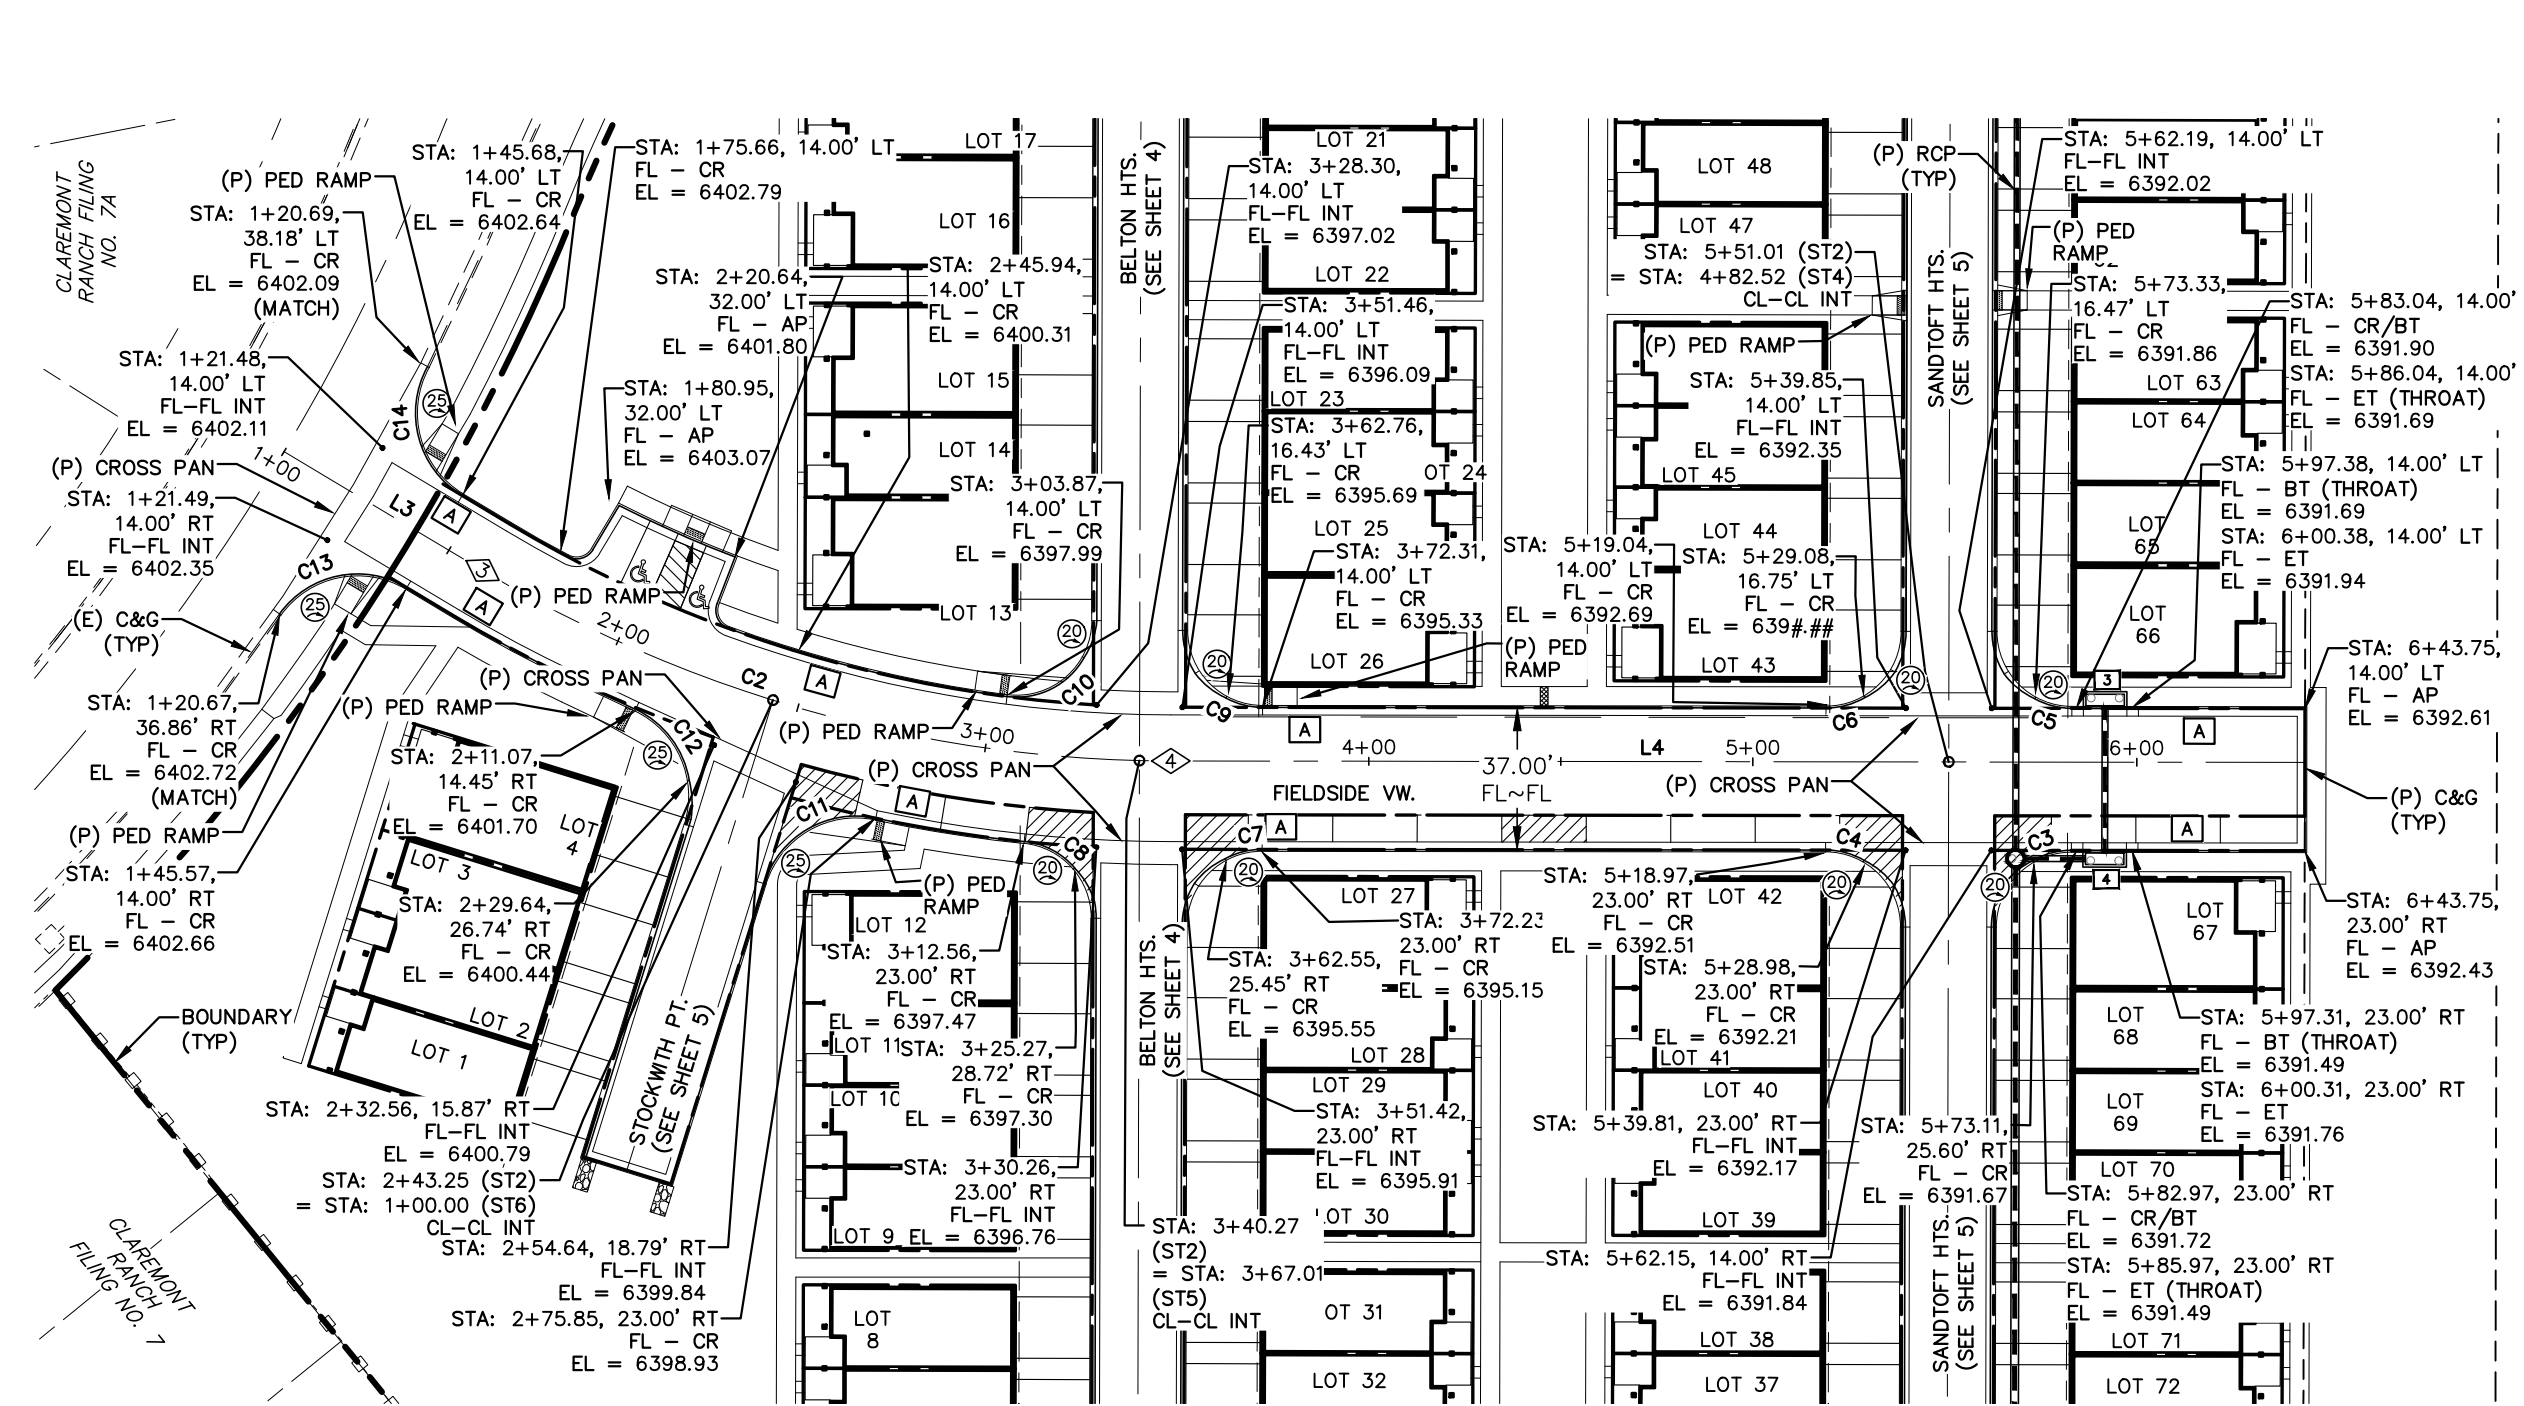 CLAREMONT
RANCH FILING
NO. 7A
STA: 1+45.68,
14.00' LT
FL - CR
EL = 6402.64
(P) PED RAMP
STA: 1+20.69,
38.18' LT
FL - CR
EL = 6402.09
(MATCH)
STA: 1+21.48,
14.00' LT
FL-FL INT
EL = 6402.11
(P) CROSS PAN
STA: 1+21.49,
14.00' RT
FL-FL INT
EL = 6402.35
(E) C&G
(TYP)
STA: 1+20.67,
36.86' RT
FL - CR
EL = 6402.72
(MATCH)
(P) PED RAMP
STA: 1+45.57,
14.00' RT
FL - CR
EL = 6402.66
BOUNDARY
(TYP)
CLAREMONT
RANCH
FILING NO. 7
1+00
L3
C14
25
C13
25
A
A
3
2+00
STA: 1+75.66, 14.00' LT
FL - CR
EL = 6402.79
STA: 2+20.64,
32.00' LT
FL - AP
EL = 6401.80
STA: 1+80.95,
32.00' LT
FL - AP
EL = 6403.07
(P) PED RAMP
(P) CROSS PAN
(P) PED RAMP
C2
C12
25
STA: 2+11.07,
14.45' RT
FL - CR
EL = 6401.70
STA: 2+29.64,
26.74' RT
FL - CR
EL = 6400.44
LOT
4
LOT 3
LOT 2
LOT 1
STA: 2+32.56, 15.87' RT
FL-FL INT
EL = 6400.79
STA: 2+43.25 (ST2)
= STA: 1+00.00 (ST6)
CL-CL INT
STA: 2+54.64, 18.79' RT
FL-FL INT
EL = 6399.84
STA: 2+75.85, 23.00' RT
FL - CR
EL = 6398.93
STOCKWITH PT.
(SEE SHEET 5)
LOT 17
LOT 16
STA: 2+45.94,
14.00' LT
FL - CR
EL = 6400.31
LOT 15
LOT 14
STA: 3+03.87,
14.00' LT
FL - CR
EL = 6397.99
LOT 13
20
C10
A
(P) PED RAMP
3+00
(P) CROSS PAN
C11
A
25
C8
20
(P) PED
RAMP
LOT 12
STA: 3+12.56,
23.00' RT
FL - CR
EL = 6397.47
LOT 11
STA: 3+25.27,
28.72' RT
FL - CR
EL = 6397.30
LOT 10
STA: 3+30.26,
23.00' RT
FL-FL INT
EL = 6396.76
LOT 9
LOT
8
BELTON HTS.
(SEE SHEET 4)
BELTON HTS.
(SEE SHEET 4)
STA: 3+40.27
(ST2)
= STA: 3+67.01
(ST5)
CL-CL INT
LOT 21
STA: 3+28.30,
14.00' LT
FL-FL INT
EL = 6397.02
LOT 22
STA: 3+51.46,
14.00' LT
FL-FL INT
EL = 6396.09
LOT 23
STA: 3+62.76,
16.43' LT
FL - CR
EL = 6395.69
OT 24
LOT 25
STA: 3+72.31,
14.00' LT
FL - CR
EL = 6395.33
LOT 26
20
C9
A
(P) PED
RAMP
4
4+00
37.00'
FL~FL
FIELDSIDE VW.
L4
5+00
(P) CROSS PAN
C7
A
20
LOT 27
STA: 3+72.23
23.00' RT
FL - CR
EL = 6395.15
STA: 3+62.55,
25.45' RT
FL - CR
EL = 6395.55
LOT 28
LOT 29
STA: 3+51.42,
23.00' RT
FL-FL INT
EL = 6395.91
OT 30
OT 31
LOT 32
LOT 48
LOT 47
(P) RCP
(TYP)
STA: 5+51.01 (ST2)
= STA: 4+82.52 (ST4)
CL-CL INT
(P) PED RAMP
STA: 5+39.85,
14.00' LT
FL-FL INT
EL = 6392.35
LOT 45
LOT 44
STA: 5+19.04,
14.00' LT
FL - CR
EL = 6392.69
STA: 5+29.08,
16.75' LT
FL - CR
EL = 639#.##
LOT 43
20
C6
C4
20
STA: 5+18.97,
23.00' RT
FL - CR
EL = 6392.51
LOT 42
STA: 5+28.98,
23.00' RT
FL - CR
EL = 6392.21
LOT 41
LOT 40
STA: 5+39.81, 23.00' RT
FL-FL INT
EL = 6392.17
LOT 39
STA: 5+62.15, 14.00' RT
FL-FL INT
EL = 6391.84
LOT 38
LOT 37
SANDTOFT HTS.
(SEE SHEET 5)
SANDTOFT HTS.
(SEE SHEET 5)
STA: 5+62.19, 14.00' LT
FL-FL INT
EL = 6392.02
(P) PED
RAMP
STA: 5+73.33,
16.47' LT
FL - CR
EL = 6391.86
LOT 63
LOT 64
STA: 5+83.04, 14.00'
FL - CR/BT
EL = 6391.90
STA: 5+86.04, 14.00'
FL - ET (THROAT)
EL = 6391.69
STA: 5+97.38, 14.00' LT
FL - BT (THROAT)
EL = 6391.69
STA: 6+00.38, 14.00' LT
FL - ET
EL = 6391.94
LOT
65
LOT
66
20
C5
3
A
6+00
STA: 6+43.75,
14.00' LT
FL - AP
EL = 6392.61
(P) C&G
(TYP)
STA: 6+43.75,
23.00' RT
FL - AP
EL = 6392.43
C3
20
4
A
LOT
67
LOT
68
STA: 5+97.31, 23.00' RT
FL - BT (THROAT)
EL = 6391.49
STA: 6+00.31, 23.00' RT
FL - ET
EL = 6391.76
LOT
69
STA: 5+73.11,
25.60' RT
FL - CR
EL = 6391.67
LOT 70
STA: 5+82.97, 23.00' RT
FL - CR/BT
EL = 6391.72
STA: 5+85.97, 23.00' RT
FL - ET (THROAT)
EL = 6391.49
LOT 71
LOT 72